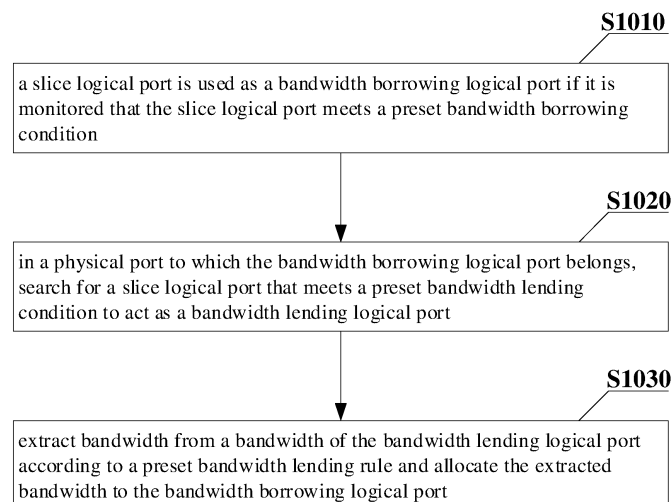 S1010
a slice logical port is used as a bandwidth borrowing logical port if it is
monitored that the slice logical port meets a preset bandwidth borrowing
condition
S1020
in a physical port to which the bandwidth borrowing logical port belongs,
search for a slice logical port that meets a preset bandwidth lending
condition to act as a bandwidth lending logical port
S1030
extract bandwidth from a bandwidth of the bandwidth lending logical port
according to a preset bandwidth lending rule and allocate the extracted
bandwidth to the bandwidth borrowing logical port